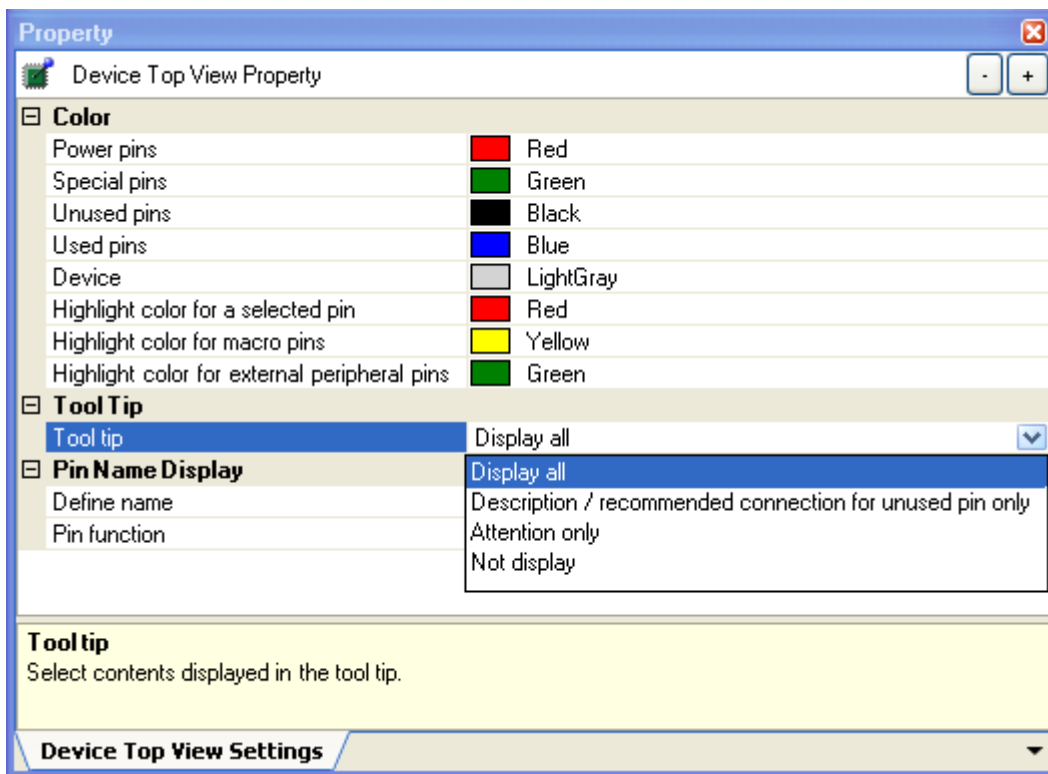 Property
Device Top View Property
- +
Color
Power pins Red
Special pins Green
Unused pins Black
Used pins Blue
Device LightGray
Highlight color for a selected pin Red
Highlight color for macro pins Yellow
Highlight color for external peripheral pins Green
Tool Tip
Tool tip Display all
Pin Name Display Display all
Define name Description / recommended connection for unused pin only
Pin function Attention only
Not display
Tool tip
Select contents displayed in the tool tip.
Device Top View Settings